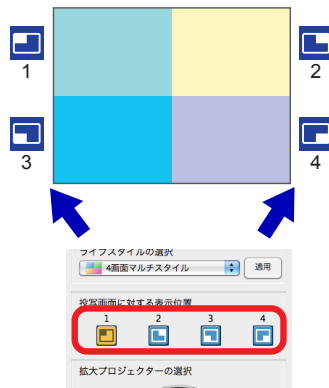 1
2
3
4
ライフスタイルの選択
4画面マルチスタイル
適用
投写画面に対する表示位置
1 2 3 4
拡大プロジェクターの選択